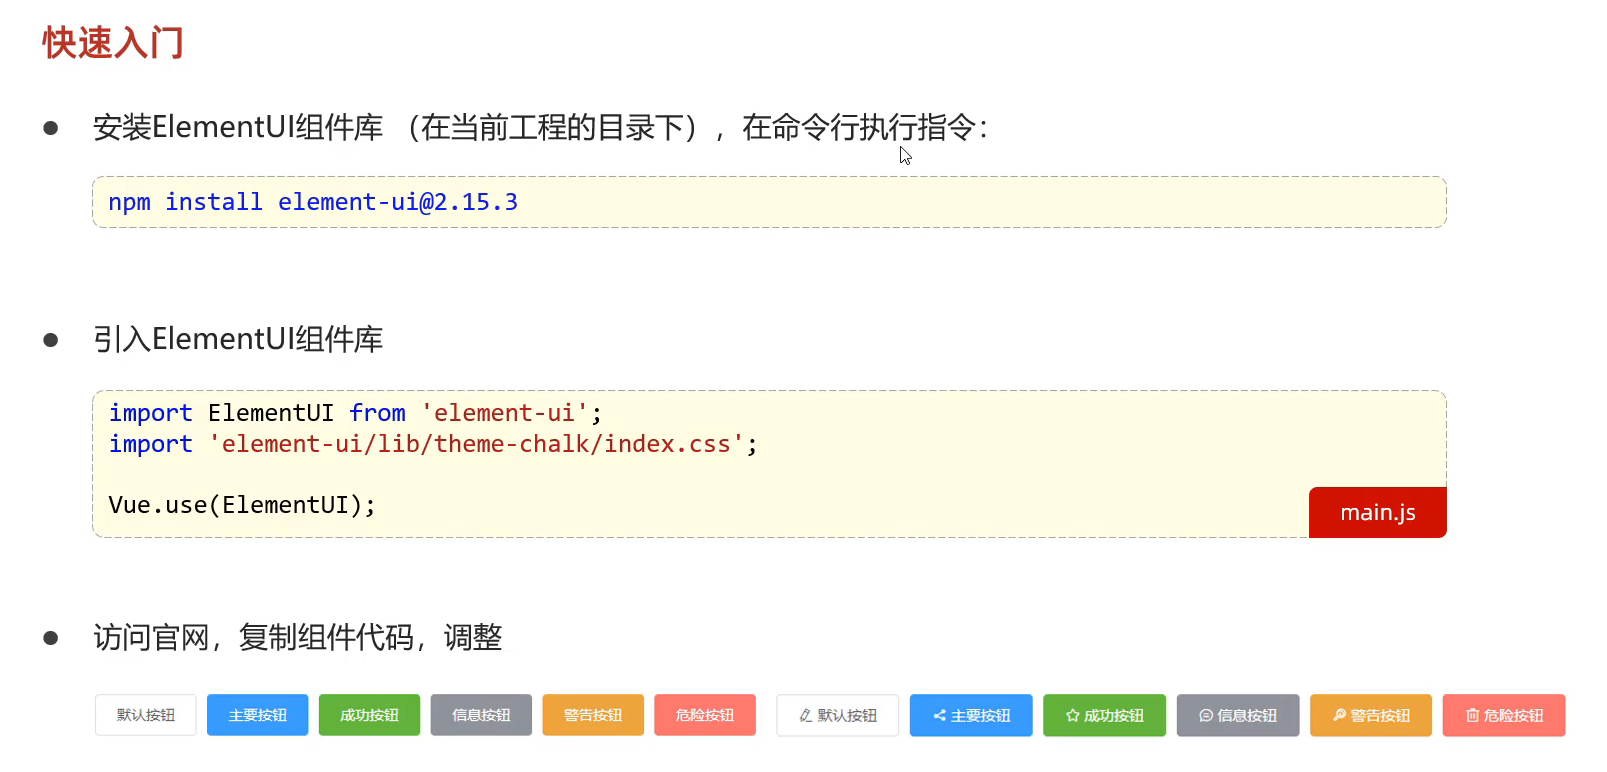 快速入门
安装ElementUI组件库 （在当前工程的目录下），在命令行执行指令：
npm install element-ui@2.15.3
引入ElementUI组件库
import ElementUI from 'element-ui';
import 'element-ui/lib/theme-chalk/index.css';
Vue.use(ElementUI);
main.js
访问官网，复制组件代码，调整
默认按钮 主要按钮 成功按钮 信息按钮 警告按钮 危险按钮 默认按钮 主要按钮 成功按钮 信息按钮 警告按钮 危险按钮